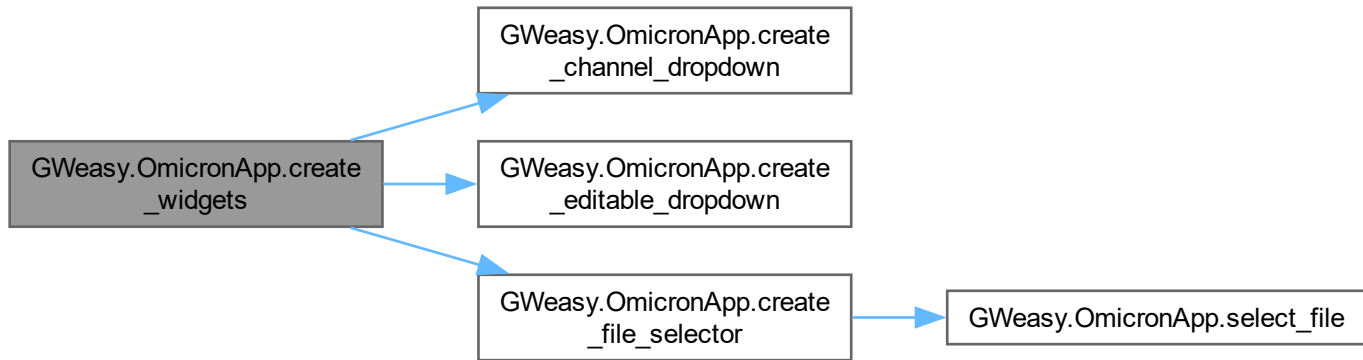 GWeasy.OmicronApp.create
_channel_dropdown
GWeasy.OmicronApp.create
_widgets
GWeasy.OmicronApp.create
_editable_dropdown
GWeasy.OmicronApp.create
_file_selector
GWeasy.OmicronApp.select_file